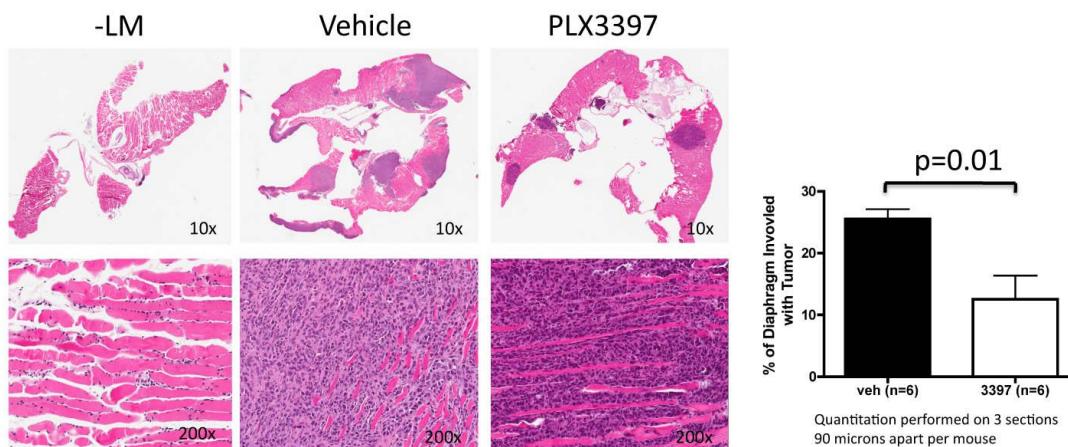 -LM
Vehicle
PLX3397
10x
10x
10x
200x
200x
200x
p=0.01
% of Diaphragm Invovled
with Tumor
30
20
10
0
veh (n=6)
3397 (n=6)
Quantitation performed on 3 sections
90 microns apart per mouse